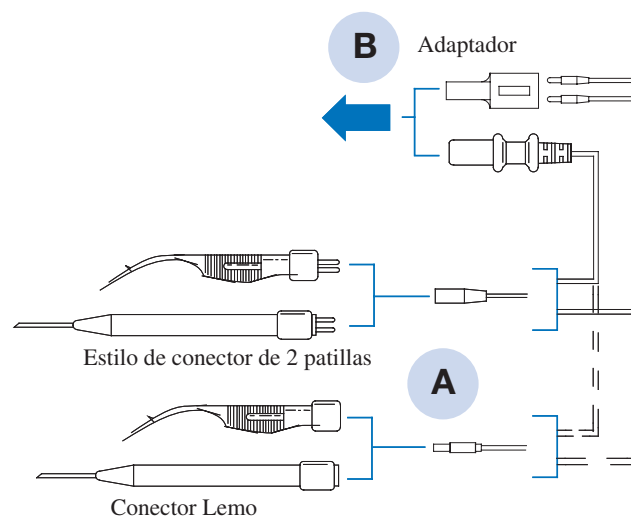 B
Adaptador
Estilo de conector de 2 patillas
A
Conector Lemo